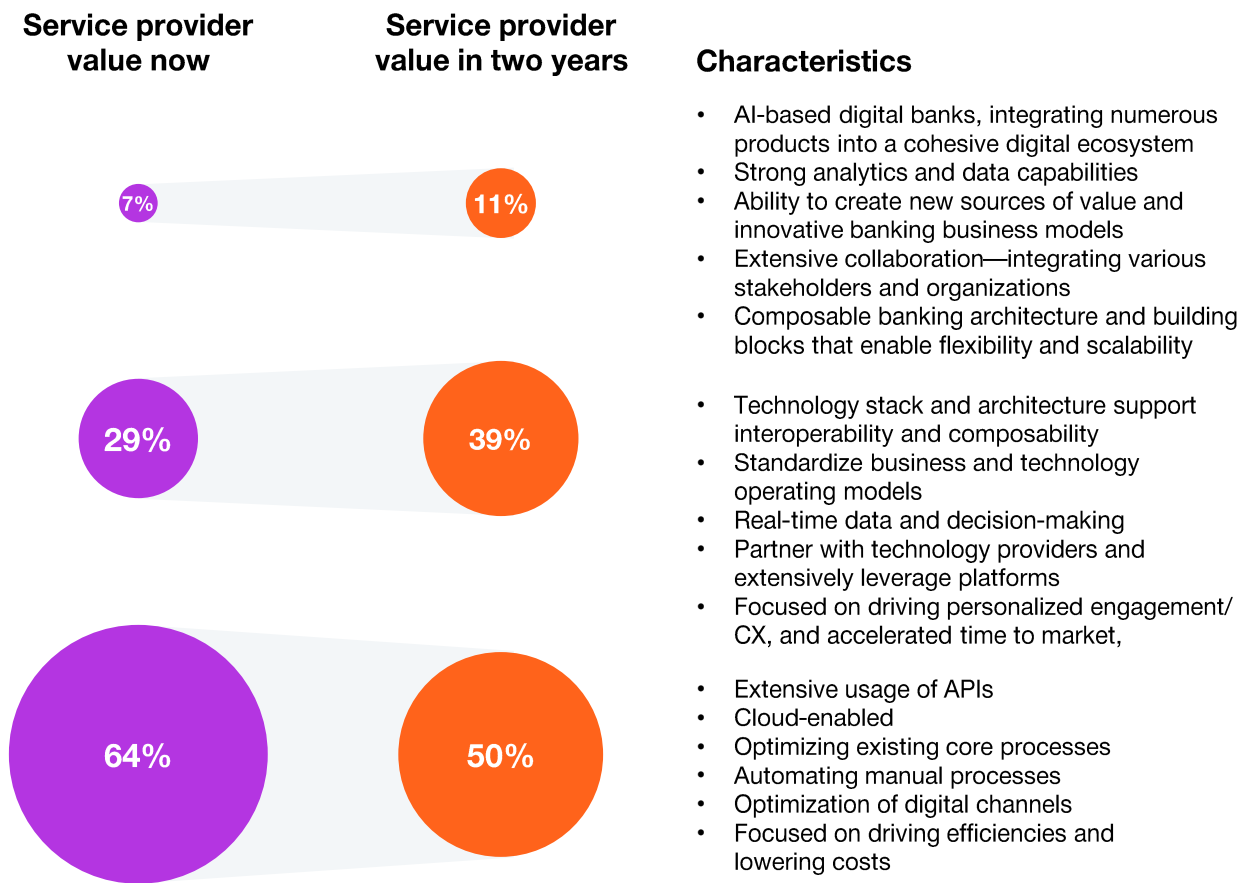 Service provider
value now
Service provider
value in two years
Characteristics
7%
11%
• AI-based digital banks, integrating numerous
products into a cohesive digital ecosystem
• Strong analytics and data capabilities
• Ability to create new sources of value and
innovative banking business models
• Extensive collaboration—integrating various
stakeholders and organizations
• Composable banking architecture and building
blocks that enable flexibility and scalability
29%
39%
• Technology stack and architecture support
interoperability and composability
• Standardize business and technology
operating models
• Real-time data and decision-making
• Partner with technology providers and
extensively leverage platforms
• Focused on driving personalized engagement/
CX, and accelerated time to market,
64%
50%
• Extensive usage of APIs
• Cloud-enabled
• Optimizing existing core processes
• Automating manual processes
• Optimization of digital channels
• Focused on driving efficiencies and
lowering costs